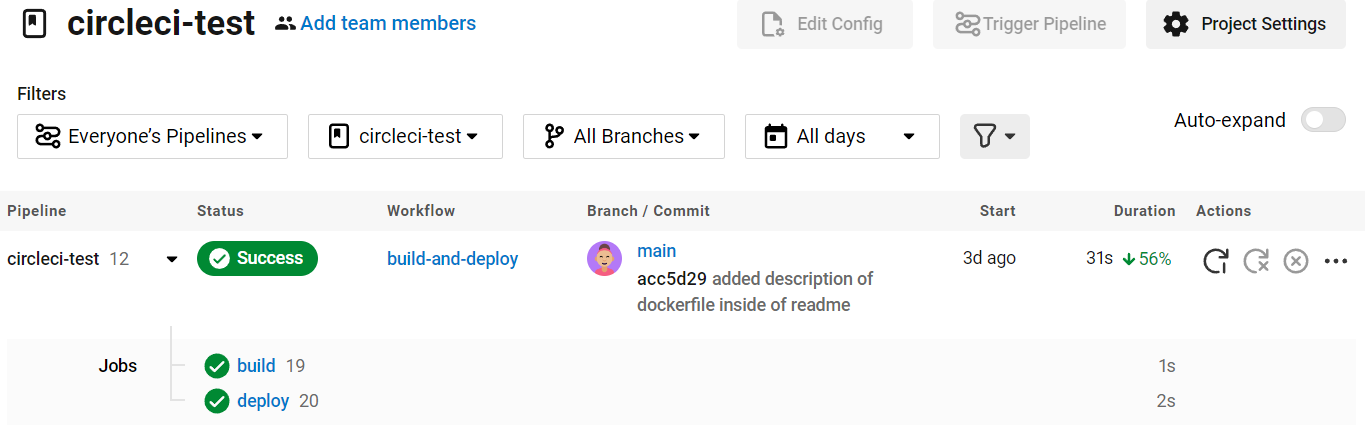 circleci-test Add team members Edit Config Trigger Pipeline Project Settings
Filters
Everyone's Pipelines circleci-test All Branches All days Auto-expand
Pipeline Status Workflow Branch / Commit Start Duration Actions
circleci-test 12 Success build-and-deploy main 3d ago 31s 56%
acc5d29 added description of
dockerfile inside of readme
Jobs build 19 1s
deploy 20 2s